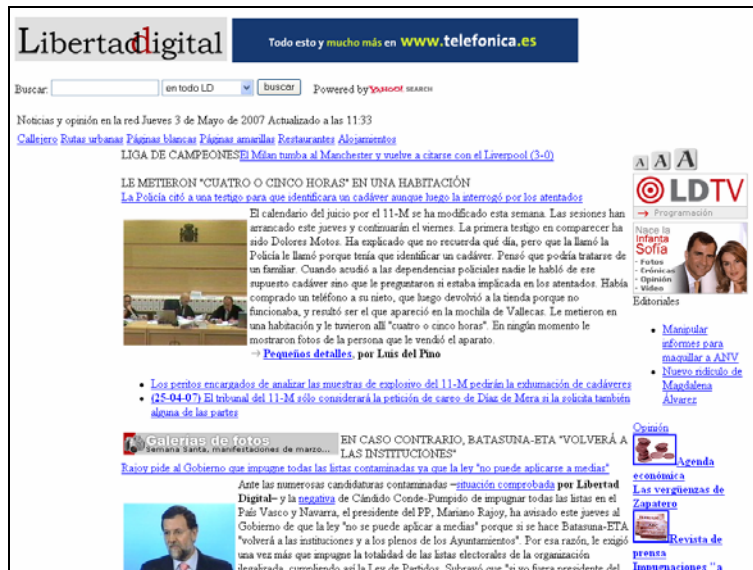 Libertaddigital
Todo esto y mucho más en www.telefonica.es
Buscar: en todo LD buscar Powered by YAHOO! SEARCH
Noticias y opinión en la red Jueves 3 de Mayo de 2007 Actualizado a las 11:33
Callejero Rutas urbanas Páginas blancas Páginas amarillas Restaurantes Alojamientos
LIGA DE CAMPEONESEl Milan tumba al Manchester y vuelve a citarse con el Liverpool (3-0)
LE METIERON "CUATRO O CINCO HORAS" EN UNA HABITACIÓN
La Policía citó a una testigo para que identificara un cadáver aunque luego la interrogó por los atentados
El calendario del juicio por el 11-M se ha modificado esta semana. Las sesiones han
arrancado este jueves y continuarán el viernes. La primera testigo en comparecer ha
sido Dolores Motos. Ha explicado que no recuerda qué día, pero que la llamó la
Policía le llamó porque tenía que identificar un cadáver. Pensó que podría tratarse de
un familiar. Cuando acudió a las dependencias policiales nadie le habló de ese
supuesto cadáver sino que le preguntaron si estaba implicada en los atentados. Había
comprado un teléfono a su nieto, que luego devolvió a la tienda porque no
funcionaba, y resultó ser el que apareció en la mochila de Vallecas. Le metieron en
una habitación y le tuvieron allí "cuatro o cinco horas". En ningún momento le
mostraron fotos de la persona que le vendió el aparato.
→ Pequeños detalles, por Luis del Pino
• Los peritos encargados de analizar las muestras de explosivo del 11-M pedirán la exhumación de cadáveres
• (25-04-07) El tribunal del 11-M sólo considerará la petición de careo de Díaz de Mera si la solicita también
alguna de las partes
Galerías de fotos
Semana Santa, manifestaciones de marzo...
EN CASO CONTRARIO, BATASUNA-ETA "VOLVERÁ A
LAS INSTITUCIONES"
Rajoy pide al Gobierno que impugne todas las listas contaminadas ya que la ley "no puede aplicarse a medias"
Ante las numerosas candidaturas contaminadas –situación comprobada por Libertad
Digital– y la negativa de Cándido Conde-Pumpido de impugnar todas las listas en el
País Vasco y Navarra, el presidente del PP, Mariano Rajoy, ha avisado este jueves al
Gobierno de que la ley "no se puede aplicar a medias" porque si se hace Batasuna-ETA
"volverá a las instituciones y a los plenos de los Ayuntamientos". Por esa razón, le exigió
una vez más que impugne la totalidad de las listas electorales de la organización
ilegalizada, cumpliendo así la Ley de Partidos. Subrayó que "si yo fuera presidente del
A A A
LDTV
→ Programación
Nace la
Infanta
Sofía
- Fotos
- Crónicas
- Opinión
- Vídeo
Editoriales
• Manipular
informes para
maquillar a ANV
• Nuevo ridículo de
Magdalena
Álvarez
Opinión
Agenda
económica
Las vergüenzas de
Zapatero
Revista de
prensa
Impugnaciones "a